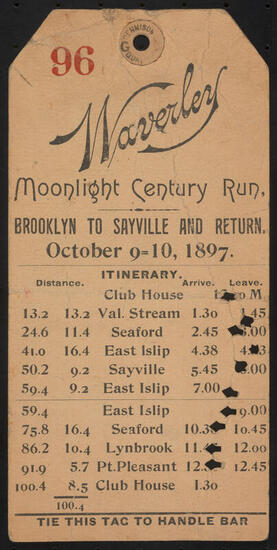 DENNISON
QUAL
96
Waverley
Moonlight Century Run,
BROOKLYN TO SAYVILLE AND RETURN.
October 9-10, 1897.
ITINERARY.
Distance. Arrive. Leave.
Club House M
13.2 13.2 Val. Stream 1.30 1.45
24.6 11.4 Seaford 2.45
41.0 16.4 East Islip 4.38
50.2 9.2 Sayville 5.45
59.4 9.2 East Islip 7.00
59.4 East Islip 9.00
75.8 16.4 Seaford 10.45
86.2 10.4 Lynbrook 12.00
91.9 5.7 Pt. Pleasant 12.45
100.4 8.5 Club House 1.30
100.4
TIE THIS TAG TO HANDLE BAR